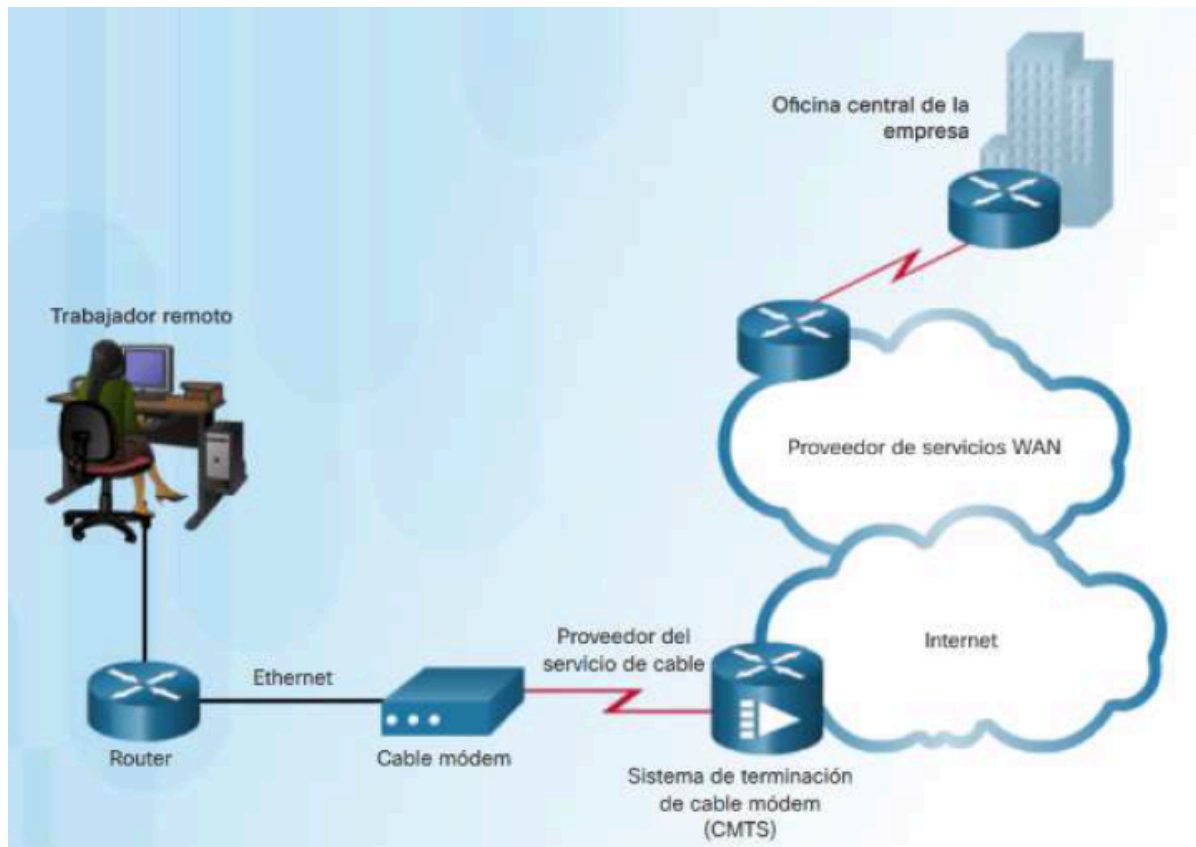 Oficina central de la
empresa
Trabajador remoto
Proveedor de servicios WAN
Proveedor del
servicio de cable
Internet
Ethernet
Router
Cable módem
Sistema de terminación
de cable módem
(CMTS)